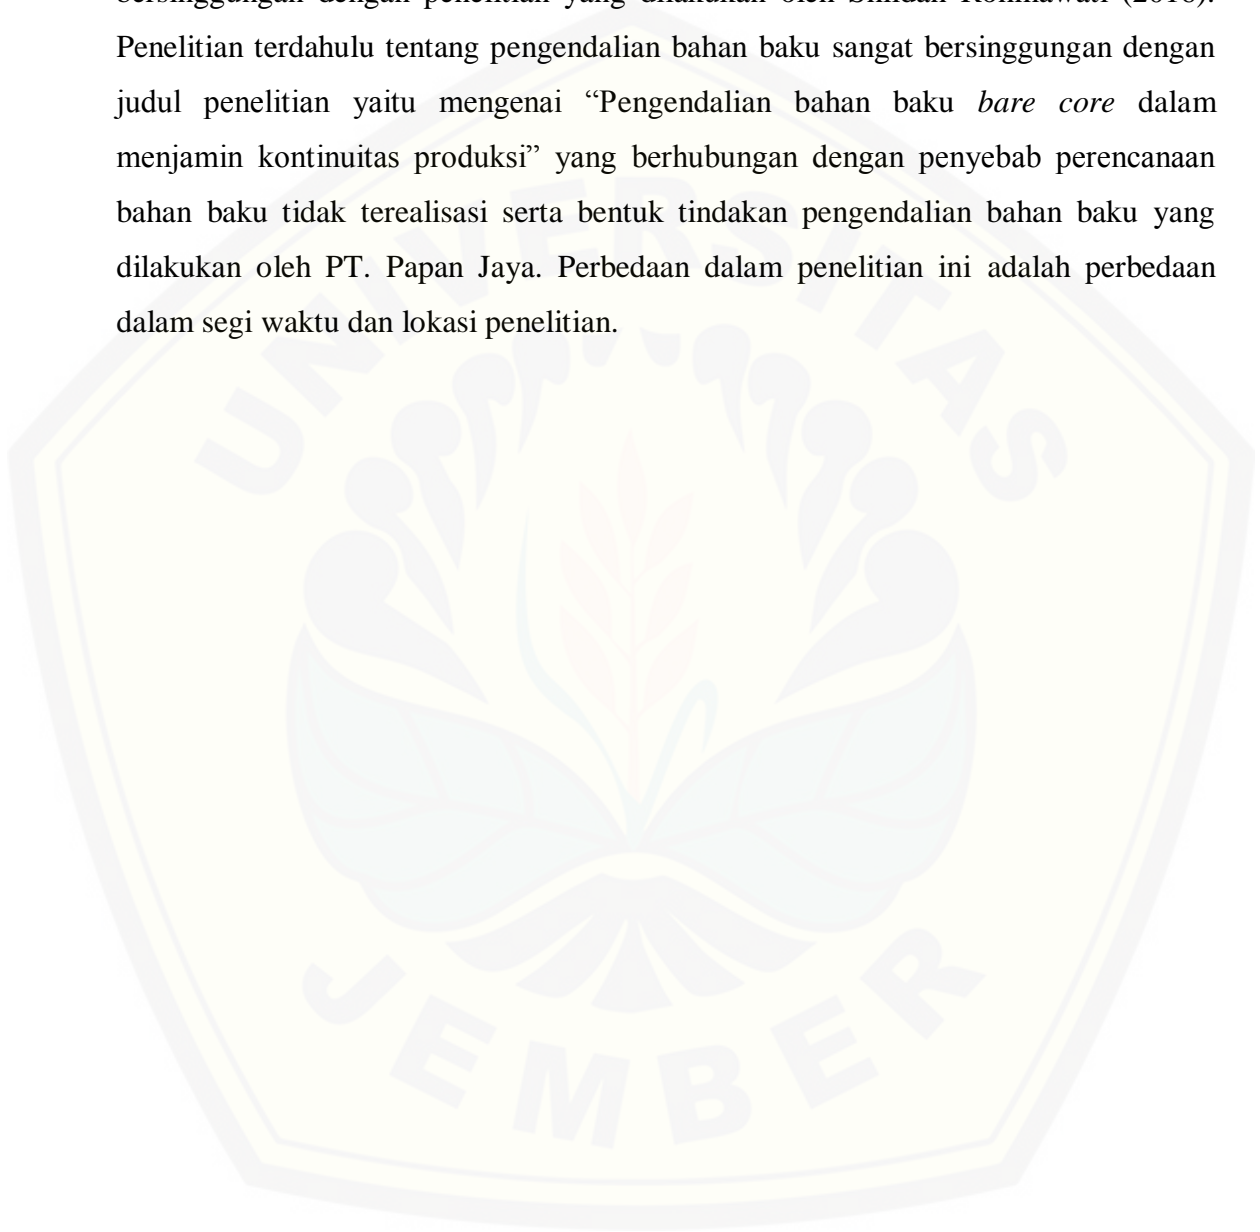 bersinggungan dengan penelitian yang dilakukan oleh
Penelitian terdahulu tentang pengendalian bahan baku sangat bersinggungan dengan
judul penelitian yaitu mengenai “Pengendalian bahan baku bare core dalam
menjamin kontinuitas produksi” yang berhubungan dengan penyebab perencanaan
bahan baku tidak terealisasi serta bentuk tindakan pengendalian bahan baku yang
dilakukan oleh PT. Papan Jaya. Perbedaan dalam penelitian ini adalah perbedaan
dalam segi waktu dan lokasi penelitian.
UNIVERSITAS
JEMBER